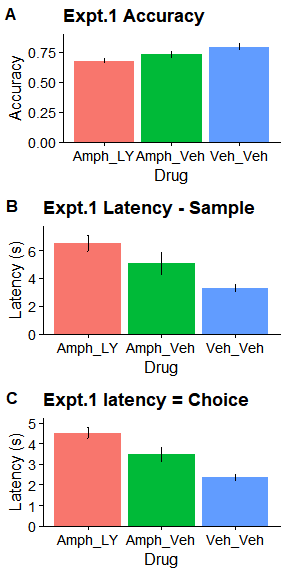 A Expt.1 Accuracy
Accuracy
0.75
0.50
0.25
0.00
Amph_LY Amph_Veh Veh_Veh
Drug
B Expt.1 Latency - Sample
Latency (s)
6
4
2
0
Amph_LY Amph_Veh Veh_Veh
Drug
C Expt.1 latency = Choice
Latency (s)
5
4
3
2
1
0
Amph_LY Amph_Veh Veh_Veh
Drug